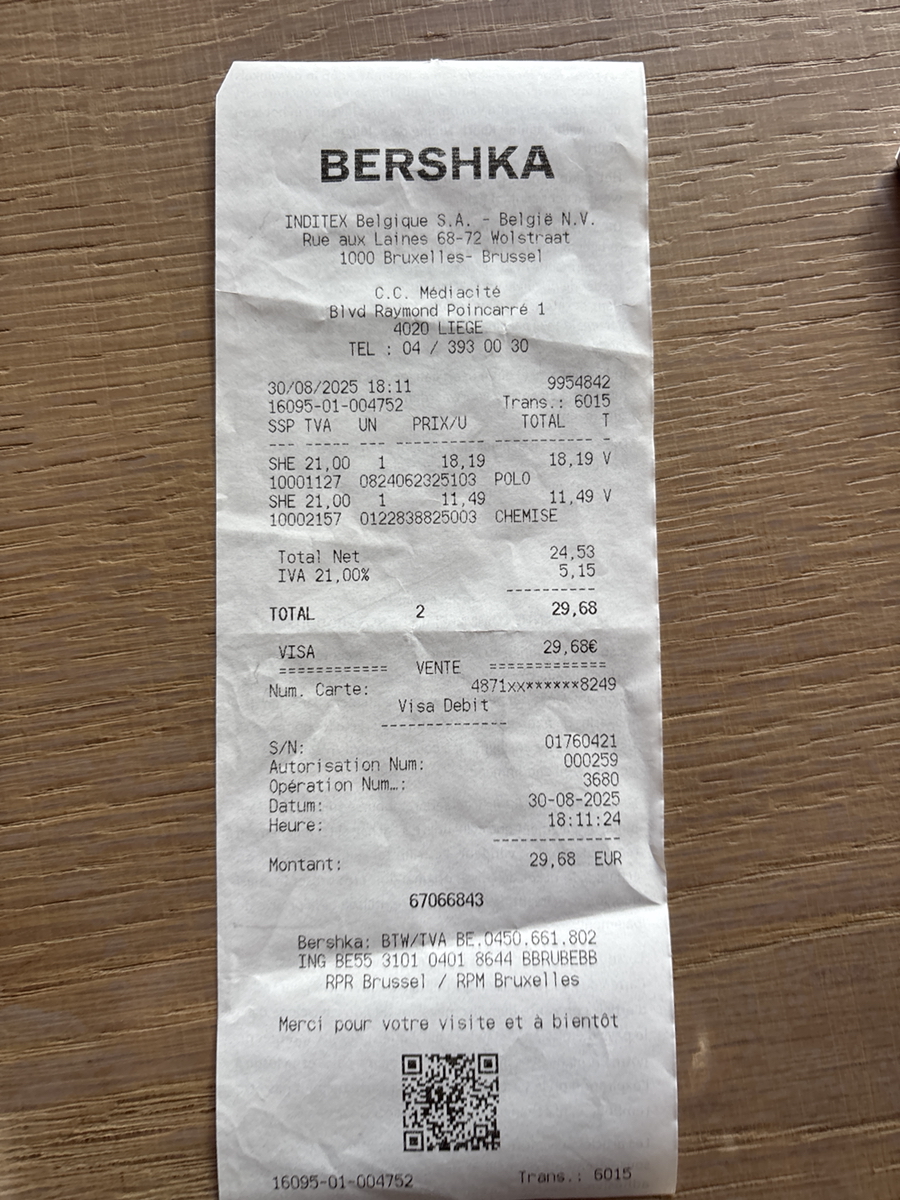 BERSHKA
INDITEX Belgique S.A. - België N.V.
Rue aux Laines 68-72 Wolstraat
1000 Bruxelles- Brussel
C.C. Médiacité
Blvd Raymond Poincarré 1
4020 LIEGE
TEL : 04 / 393 00 30
30/08/2025 18:11 9954842
16095-01-004752 Trans.: 6015
SSP TVA UN PRIX/U TOTAL T
--- ----- --- ---------- ----------- -
SHE 21,00 1 18,19 18,19 V
10001127 0824062325103 POLO
SHE 21,00 1 11,49 11,49 V
10002157 0122838825003 CHEMISE
Total Net 24,53
IVA 21,00% 5,15
----------
TOTAL 2 29,68
VISA 29,68€
============ VENTE =============
Num. Carte: 4871xx******8249
Visa Debit
--------------
S/N: 01760421
Autorisation Num: 000259
Opération Num…: 3680
Datum: 30-08-2025
Heure: 18:11:24
--------------
Montant: 29,68 EUR
67066843
Bershka: BTW/TVA BE.0450.661.802
ING BE55 3101 0401 8644 BBRUBEBB
RPR Brussel / RPM Bruxelles
Merci pour votre visite et à bientôt
16095-01-004752 Trans.: 6015